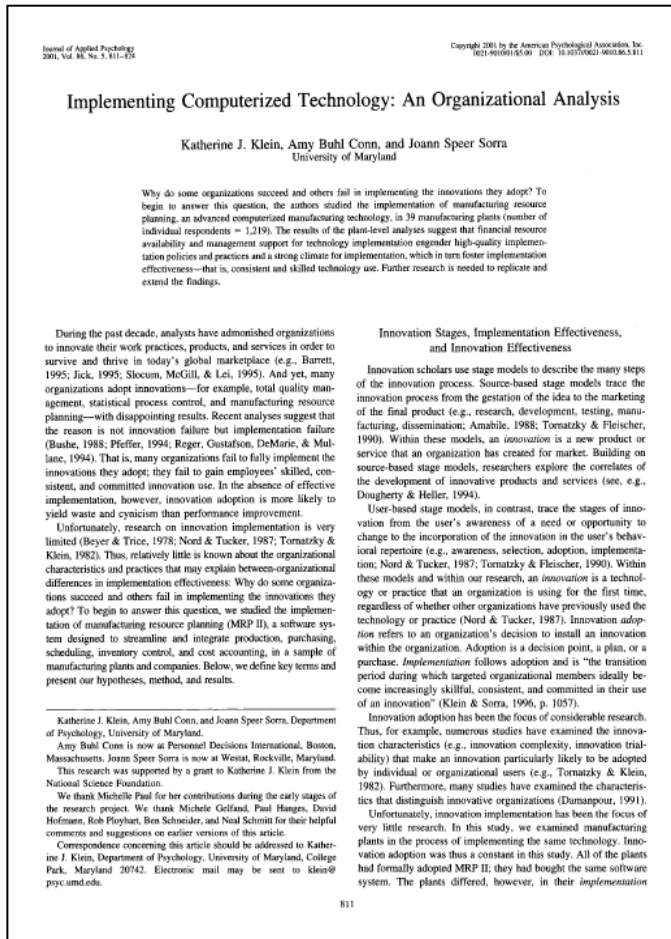 Journal of Applied Psychology
2001, Vol. 86, No. 5, 811–824
Copyright 2001 by the American Psychological Association, Inc.
0021-9010/01/$5.00 DOI: 10.1037//0021-9010.86.5.811
Implementing Computerized Technology: An Organizational Analysis
Katherine J. Klein, Amy Buhl Conn, and Joann Speer Sorra
University of Maryland
Why do some organizations succeed and others fail in implementing the innovations they adopt? To
begin to answer this question, the authors studied the implementation of manufacturing resource
planning, an advanced computerized manufacturing technology, in 39 manufacturing plants (number of
individual respondents = 1,219). The results of the plant-level analyses suggest that financial resource
availability and management support for technology implementation engender high-quality implemen-
tation policies and practices and a strong climate for implementation, which in turn foster implementation
effectiveness—that is, consistent and skilled technology use. Further research is needed to replicate and
extend the findings.
During the past decade, analysts have admonished organizations
to innovate their work practices, products, and services in order to
survive and thrive in today's global marketplace (e.g., Barrett,
1995; Jick, 1995; Slocum, McGill, & Lei, 1995). And yet, many
organizations adopt innovations—for example, total quality man-
agement, statistical process control, and manufacturing resource
planning—with disappointing results. Recent analyses suggest that
the reason is not innovation failure but implementation failure
(Bushe, 1988; Pfeffer, 1994; Reger, Gustafson, DeMarie, & Mul-
lane, 1994). That is, many organizations fail to fully implement the
innovations they adopt; they fail to gain employees' skilled, con-
sistent, and committed innovation use. In the absence of effective
implementation, however, innovation adoption is more likely to
yield waste and cynicism than performance improvement.
Unfortunately, research on innovation implementation is very
limited (Beyer & Trice, 1978; Nord & Tucker, 1987; Tornatzky &
Klein, 1982). Thus, relatively little is known about the organizational
characteristics and practices that may explain between-organizational
differences in implementation effectiveness: Why do some organiza-
tions succeed and others fail in implementing the innovations they
adopt? To begin to answer this question, we studied the implemen-
tation of manufacturing resource planning (MRP II), a software sys-
tem designed to streamline and integrate production, purchasing,
scheduling, inventory control, and cost accounting, in a sample of
manufacturing plants and companies. Below, we define key terms and
present our hypotheses, method, and results.
Katherine J. Klein, Amy Buhl Conn, and Joann Speer Sorra, Department
of Psychology, University of Maryland.
Amy Buhl Conn is now at Personnel Decisions International, Boston,
Massachusetts. Joann Speer Sorra is now at Westat, Rockville, Maryland.
This research was supported by a grant to Katherine J. Klein from the
National Science Foundation.
We thank Michelle Paul for her contributions during the early stages of
the research project. We thank Michele Gelfand, Paul Hanges, David
Hofmann, Rob Ployhart, Ben Schneider, and Neal Schmitt for their helpful
comments and suggestions on earlier versions of this article.
Correspondence concerning this article should be addressed to Kather-
ine J. Klein, Department of Psychology, University of Maryland, College
Park, Maryland 20742. Electronic mail may be sent to klein@
psyc.umd.edu.
Innovation Stages, Implementation Effectiveness,
and Innovation Effectiveness
Innovation scholars use stage models to describe the many steps
of the innovation process. Source-based stage models trace the
innovation process from the gestation of the idea to the marketing
of the final product (e.g., research, development, testing, manu-
facturing, dissemination; Amabile, 1988; Tornatzky & Fleischer,
1990). Within these models, an innovation is a new product or
service that an organization has created for market. Building on
source-based stage models, researchers explore the correlates of
the development of innovative products and services (see, e.g.,
Dougherty & Heller, 1994).
User-based stage models, in contrast, trace the stages of inno-
vation from the user's awareness of a need or opportunity to
change to the incorporation of the innovation in the user's behav-
ioral repertoire (e.g., awareness, selection, adoption, implementa-
tion; Nord & Tucker, 1987; Tornatzky & Fleischer, 1990). Within
these models and within our research, an innovation is a technol-
ogy or practice that an organization is using for the first time,
regardless of whether other organizations have previously used the
technology or practice (Nord & Tucker, 1987). Innovation adop-
tion refers to an organization's decision to install an innovation
within the organization. Adoption is a decision point, a plan, or a
purchase. Implementation follows adoption and is "the transition
period during which targeted organizational members ideally be-
come increasingly skillful, consistent, and committed in their use
of an innovation" (Klein & Sorra, 1996, p. 1057).
Innovation adoption has been the focus of considerable research.
Thus, for example, numerous studies have examined the innova-
tion characteristics (e.g., innovation complexity, innovation trial-
ability) that make an innovation particularly likely to be adopted
by individual or organizational users (e.g., Tornatzky & Klein,
1982). Furthermore, many studies have examined the characteris-
tics that distinguish innovative organizations (Damanpour, 1991).
Unfortunately, innovation implementation has been the focus of
very little research. In this study, we examined manufacturing
plants in the process of implementing the same technology. Inno-
vation adoption was thus a constant in this study. All of the plants
had formally adopted MRP II; they had bought the same software
system. The plants differed, however, in their implementation
811